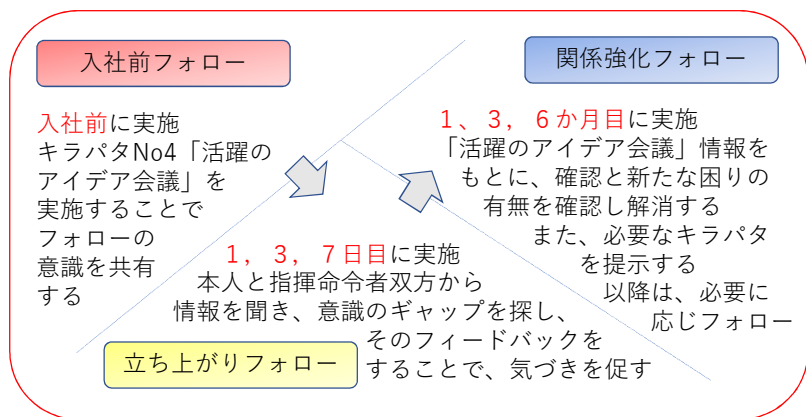 入社前フォロー
入社前に実施
キラパタNo4「活躍の
アイデア会議」を
実施することで
フォローの
意識を共有
する
1，3，7日目に実施
本人と指揮命令者双方から
情報を聞き、意識のギャップを探し、
そのフィードバックを
することで、気づきを促す
立ち上がりフォロー
関係強化フォロー
1、3，6か月目に実施
「活躍のアイデア会議」情報を
もとに、確認と新たな困りの
有無を確認し解消する
また、必要なキラパタ
を提示する
以降は、必要に
応じフォロー